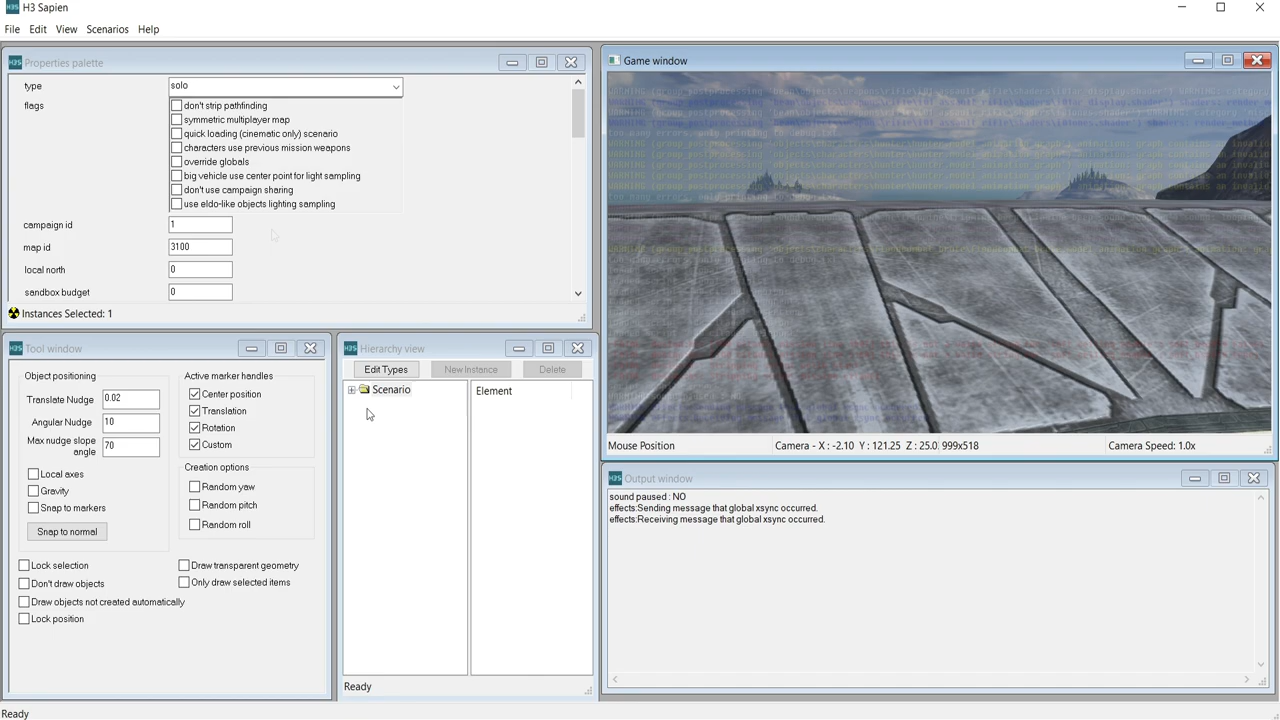 H3S H3 Sapien
File Edit View Scenarios Help
H3S Properties palette
type solo
flags
don't strip pathfinding
symmetric multiplayer map
quick loading (cinematic only) scenario
characters use previous mission weapons
override globals
big vehicle use center point for light sampling
don't use campaign sharing
use eldo-like objects lighting sampling
campaign id 1
map id 3100
local north 0
sandbox budget 0
Instances Selected: 1
Game window
Mouse Position
Camera - X : -2.10 Y : 121.25 Z : 25.0 999x518
Camera Speed: 1.0x
H3S Tool window
Object positioning
Translate Nudge 0.02
Angular Nudge 10
Max nudge slope
angle
70
Local axes
Gravity
Snap to markers
Snap to normal
Active marker handles
Center position
Translation
Rotation
Custom
Creation options
Random yaw
Random pitch
Random roll
Lock selection
Don't draw objects
Draw objects not created automatically
Lock position
Draw transparent geometry
Only draw selected items
H3S Hierarchy view
Edit Types New Instance Delete
Scenario
Element
Ready
H3S Output window
sound paused : NO
effects:Sending message that global xsync occurred.
effects:Receiving message that global xsync occurred.
Ready